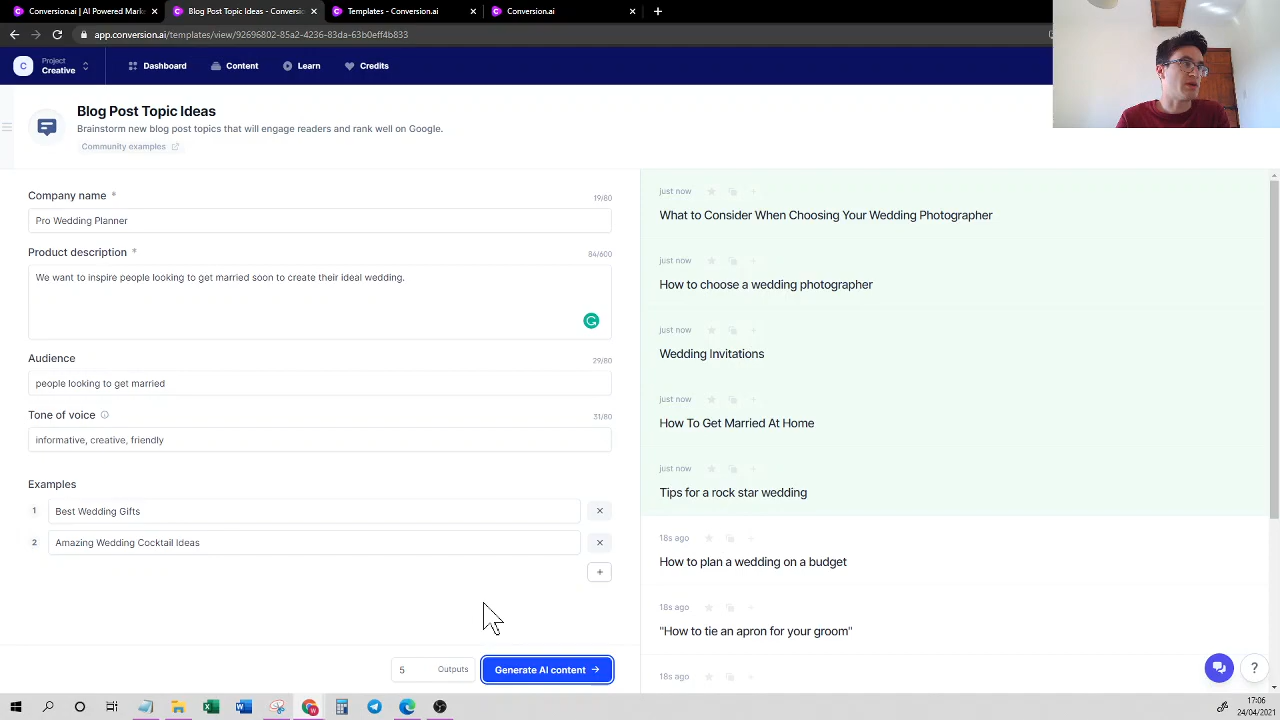 Conversion.ai | AI Powered Mark
Blog Post Topic Ideas - Conversi
Templates - Conversion.ai
Conversion.ai
app.conversion.ai/templates/view/92696802-85a2-4236-83da-63b0eff4b833
C
Project
Creative
Dashboard
Content
Learn
Credits
Blog Post Topic Ideas
Brainstorm new blog post topics that will engage readers and rank well on Google.
Community examples
Company name *
19/80
Pro Wedding Planner
Product description *
84/600
We want to inspire people looking to get married soon to create their ideal wedding.
Audience
29/80
people looking to get married
Tone of voice
31/80
informative, creative, friendly
Examples
1
Best Wedding Gifts
2
Amazing Wedding Cocktail Ideas
5
Outputs
Generate AI content
just now
What to Consider When Choosing Your Wedding Photographer
just now
How to choose a wedding photographer
just now
Wedding Invitations
just now
How To Get Married At Home
just now
Tips for a rock star wedding
18s ago
How to plan a wedding on a budget
18s ago
"How to tie an apron for your groom"
18s ago
?
17:06
24/04/2021